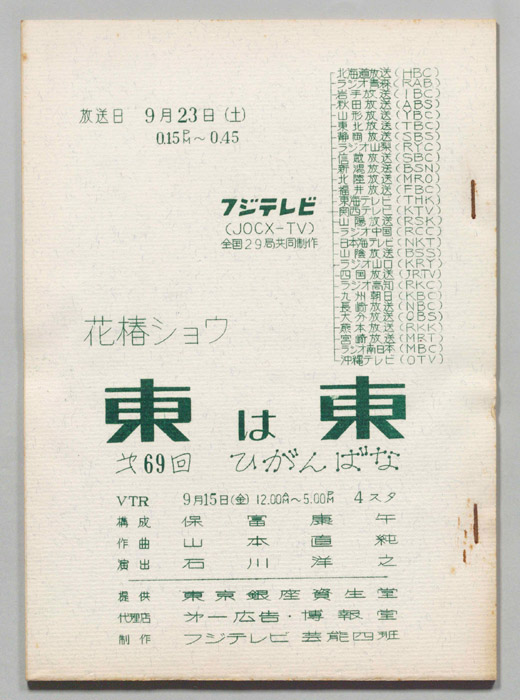 放送日 9月23日(土)
0.15PM〜0.45
フジテレビ
(JOCX-TV)
全国29局共同制作
北海道放送(HBC)
ラジオ青森(RAB)
岩手放送(IBC)
秋田放送(ABS)
山形放送(YBC)
東北放送(TBC)
静岡放送(SBS)
ラジオ山梨(RYC)
信越放送(SBC)
新潟放送(BSN)
北陸放送(MRO)
福井放送(FBC)
東海テレビ(THK)
関西テレビ(KTV)
山陽放送(RSK)
ラジオ中国(RCC)
日本海テレビ(NKT)
山陰放送(BSS)
ラジオ山口(KRY)
四国放送(JRTV)
ラジオ高知(RKC)
九州朝日(KBC)
長崎放送(NBC)
大分放送(OBS)
熊本放送(RKK)
宮崎放送(MRT)
ラジオ南日本(MBC)
沖縄テレビ(OTV)
花椿ショウ
東は東
才69回 ひがんばな
VTR 9月15日(金) 12.00AM〜5.00PM 4スタ
構成 保富康午
作曲 山本直純
演出 石川洋之
提供 東京銀座資生堂
代理店 才一広告・博報堂
制作 フジテレビ芸能四班